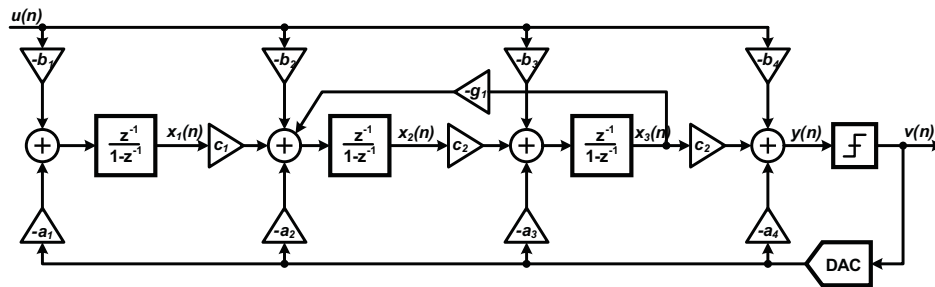 u(n)
-b₁
-b₂
-b₃
-b₄
-g₁
z⁻¹
1-z⁻¹
x₁(n)
c₁
z⁻¹
1-z⁻¹
x₂(n)
c₂
z⁻¹
1-z⁻¹
x₃(n)
c₂
y(n)
v(n)
-a₁
-a₂
-a₃
-a₄
DAC